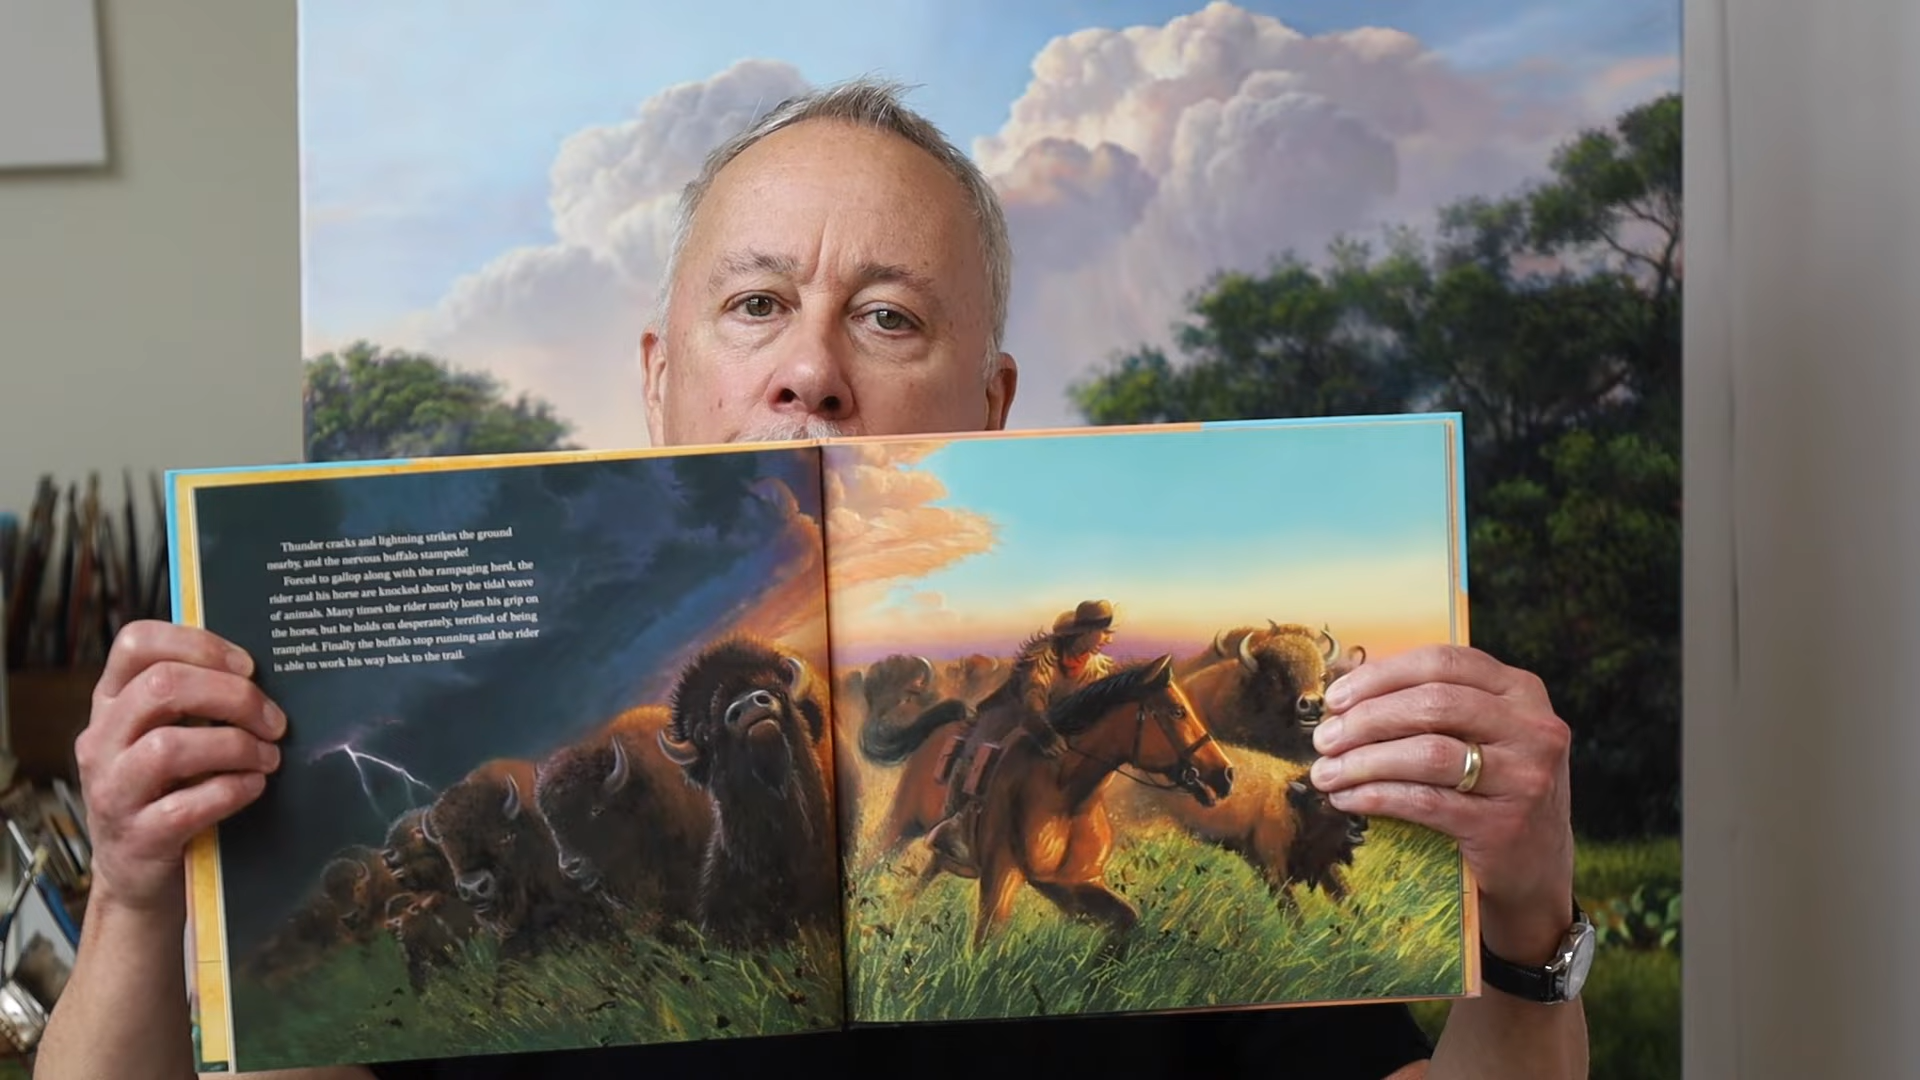 Thunder cracks and lightning strikes the ground
nearby, and the nervous buffalo stampede!
Forced to gallop along with the rampaging herd, the
rider and his horse are knocked about by the tidal wave
of animals. Many times the rider nearly loses his grip on
the horse, but he holds on desperately, terrified of being
trampled. Finally the buffalo stop running and the rider
is able to work his way back to the trail.